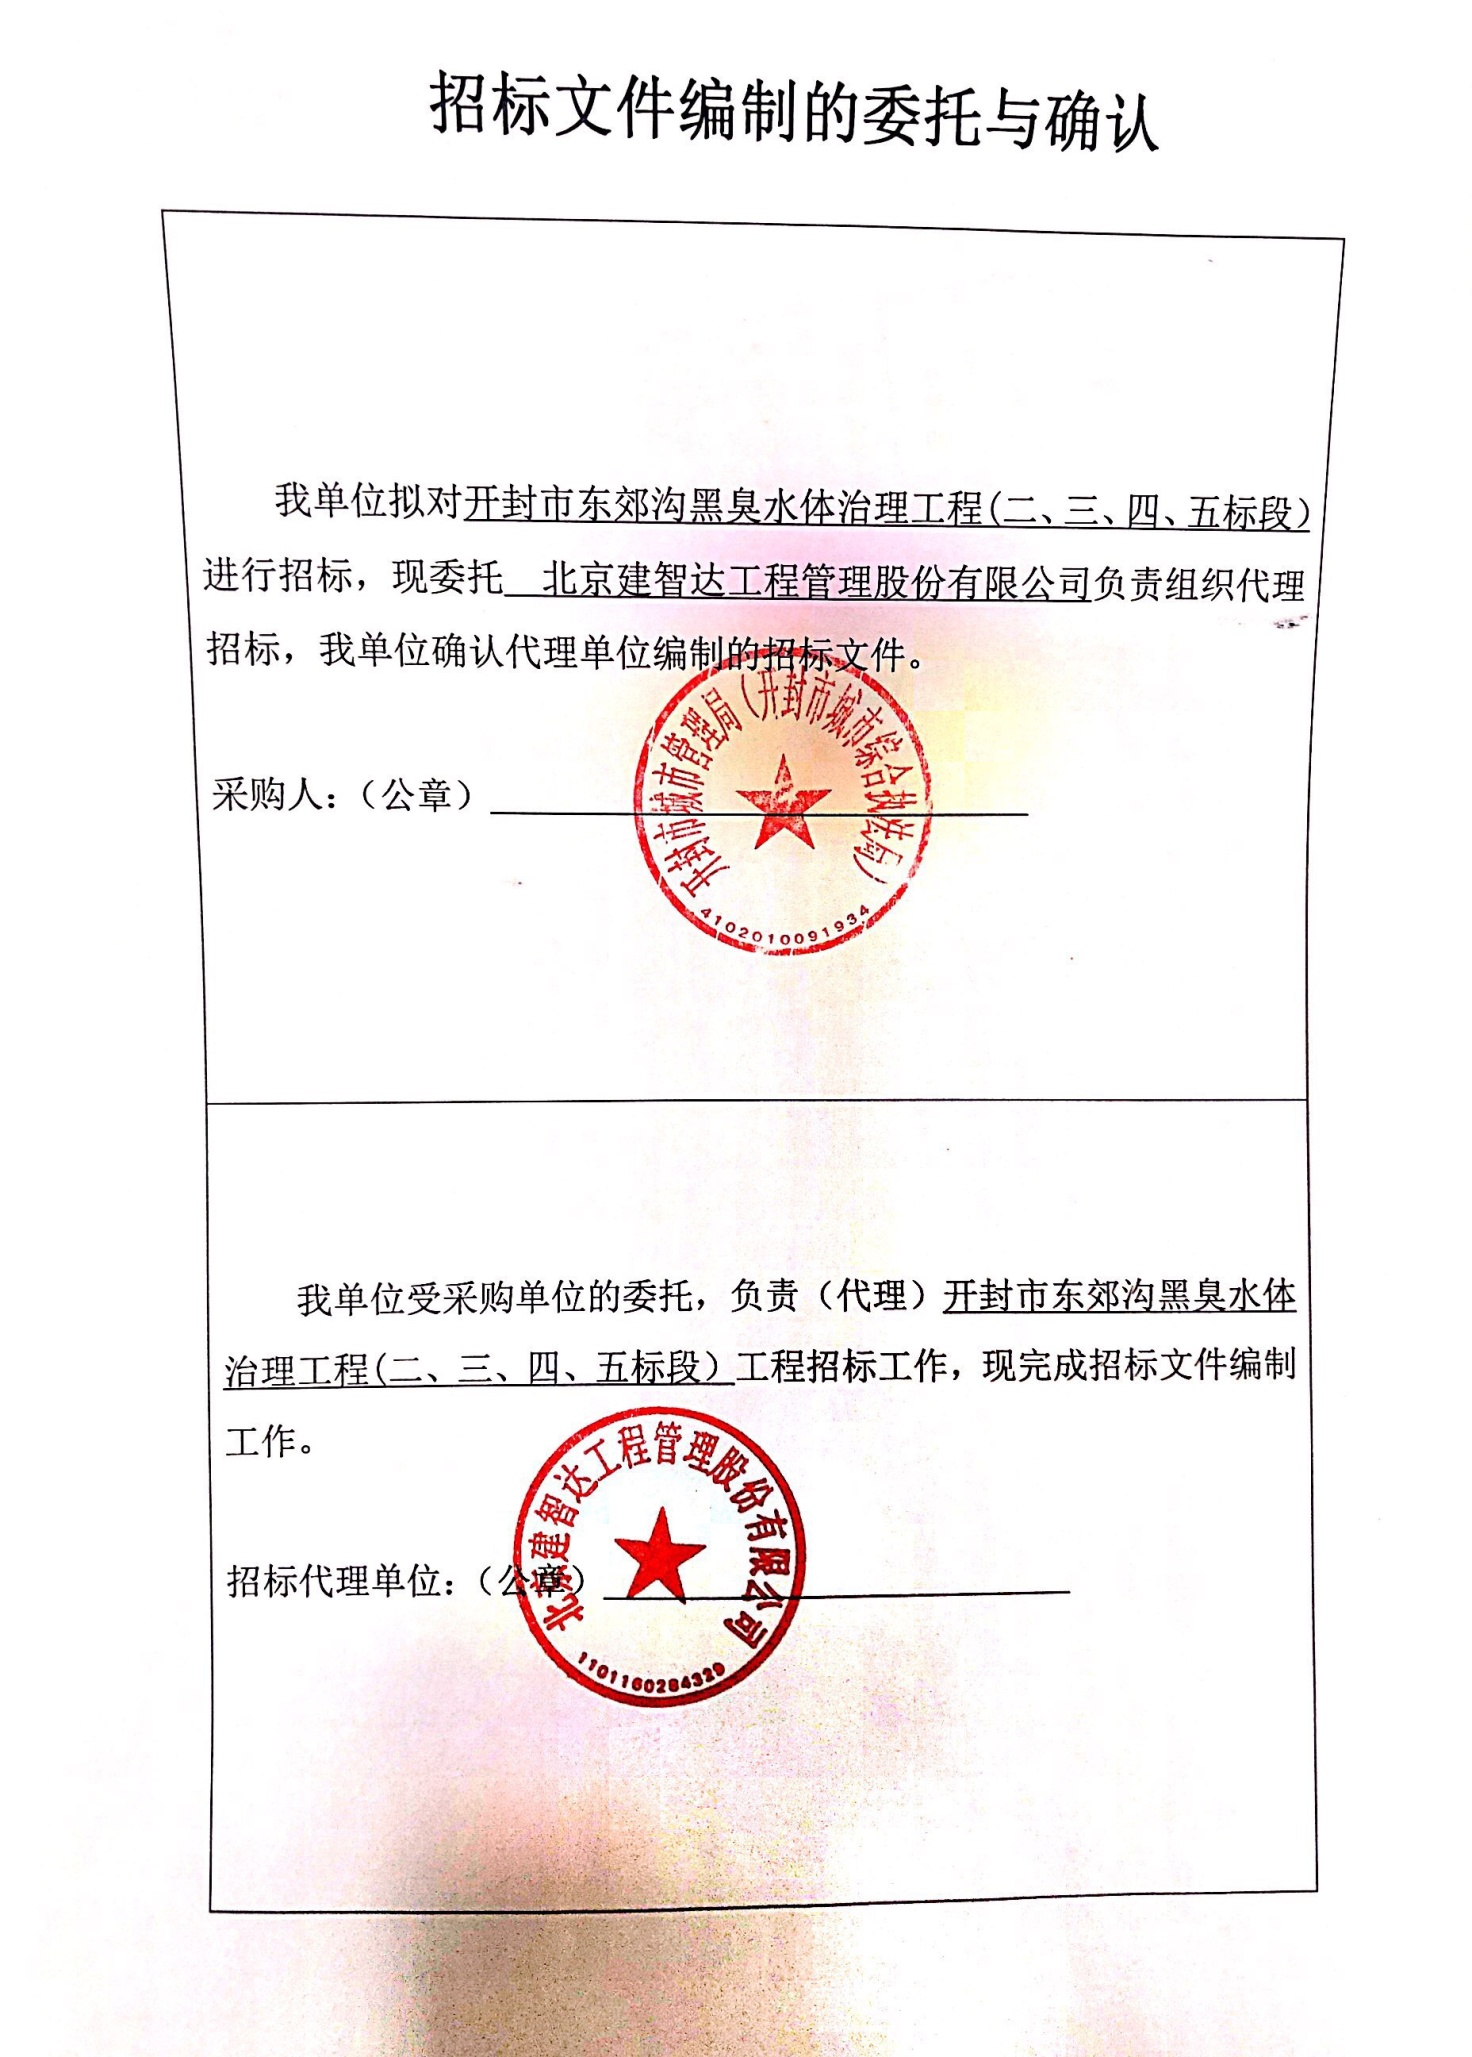 招标文件编制的委托与确认
我单位拟对开封市东郊沟黑臭水体治理工程(二、三、四、五标段)
进行招标，现委托 北京建智达工程管理股份有限公司负责组织代理
招标，我单位确认代理单位编制的招标文件。
开封市城市管理局（开封市城市综合执法局）
采购人：（公章）
4102010091934
我单位受采购单位的委托，负责（代理）开封市东郊沟黑臭水体
治理工程(二、三、四、五标段）工程招标工作，现完成招标文件编制
工作。
北京建智达工程管理股份有限公司
招标代理单位：（公章）
1101160284329